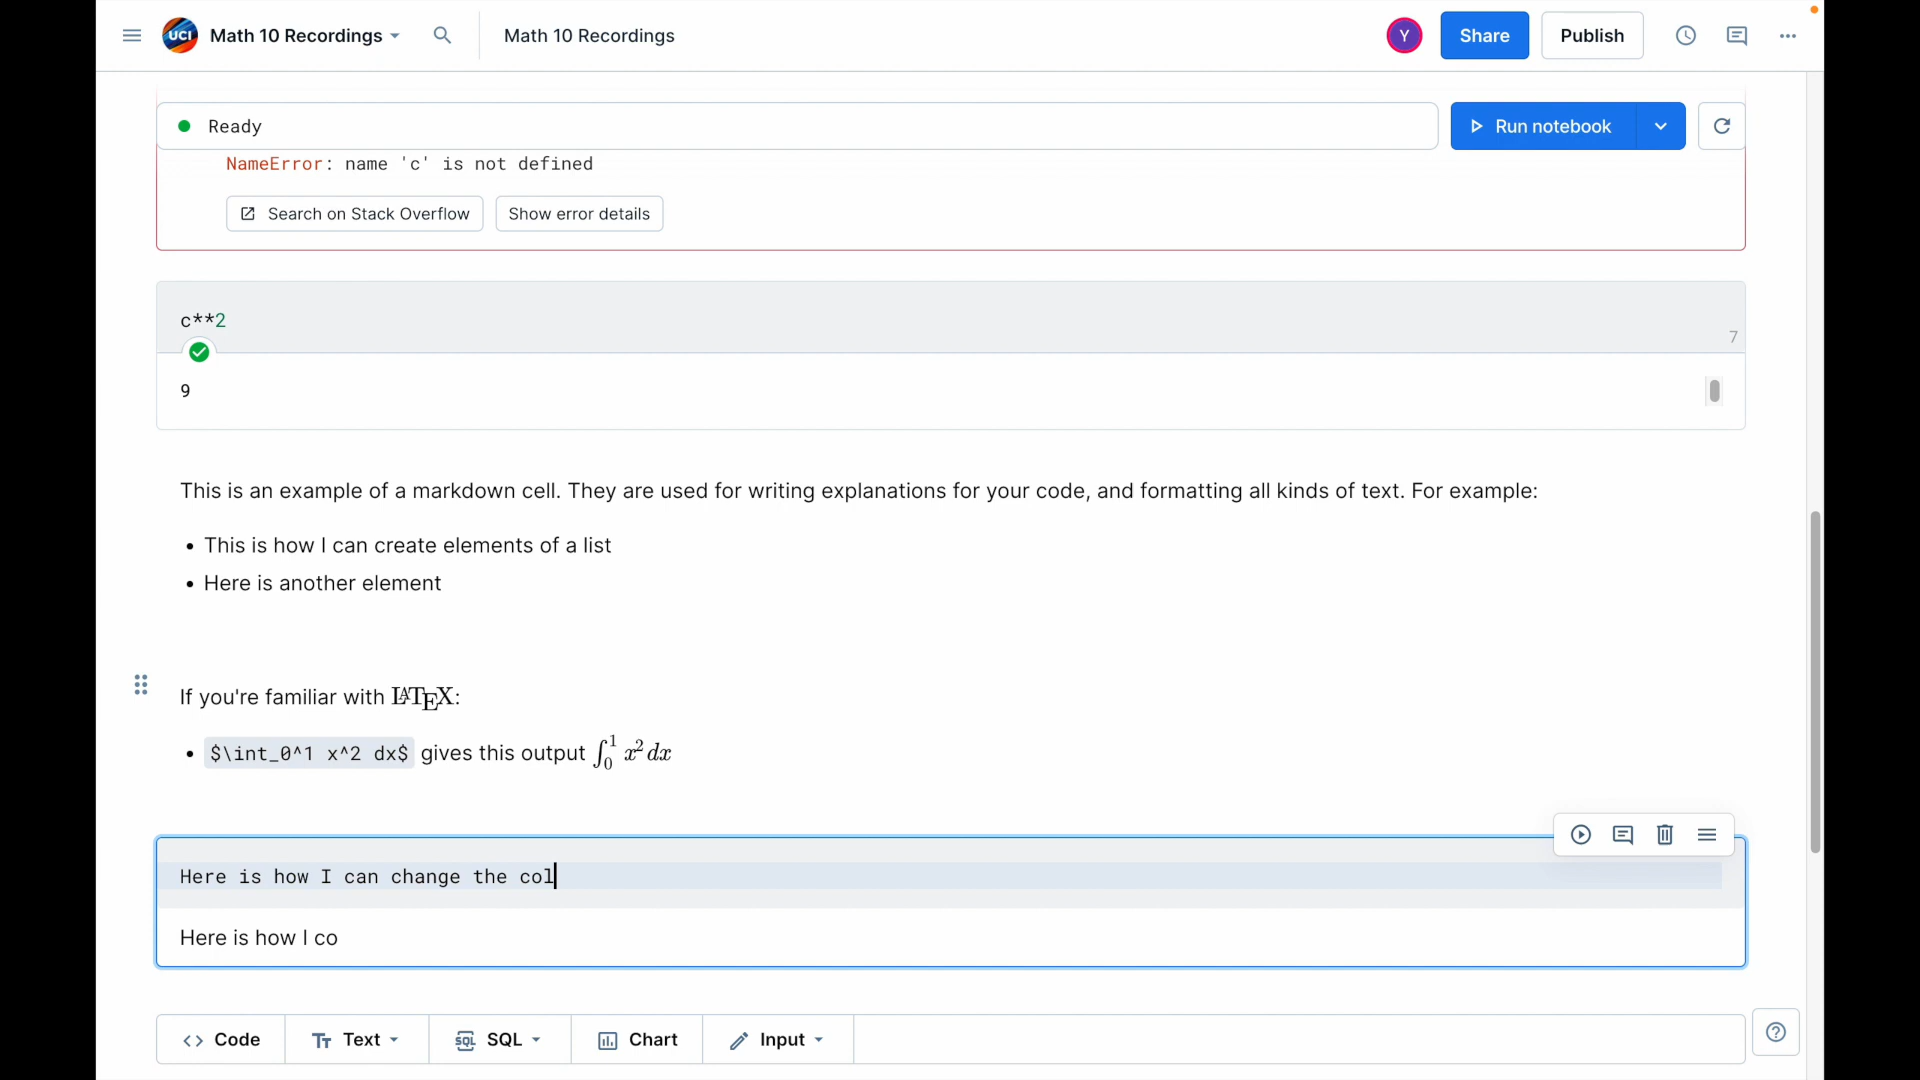 UCI Math 10 Recordings Math 10 Recordings Y Share Publish
Ready Run notebook
NameError: name 'c' is not defined
Search on Stack Overflow Show error details
c**2
7
9
This is an example of a markdown cell. They are used for writing explanations for your code, and formatting all kinds of text. For example:
• This is how I can create elements of a list
• Here is another element
If you're familiar with LATEX:
• $\int_0^1 x^2 dx$ gives this output ∫₀¹ x² dx
Here is how I can change the col
Here is how I co
Code Text SQL SQL Chart Input